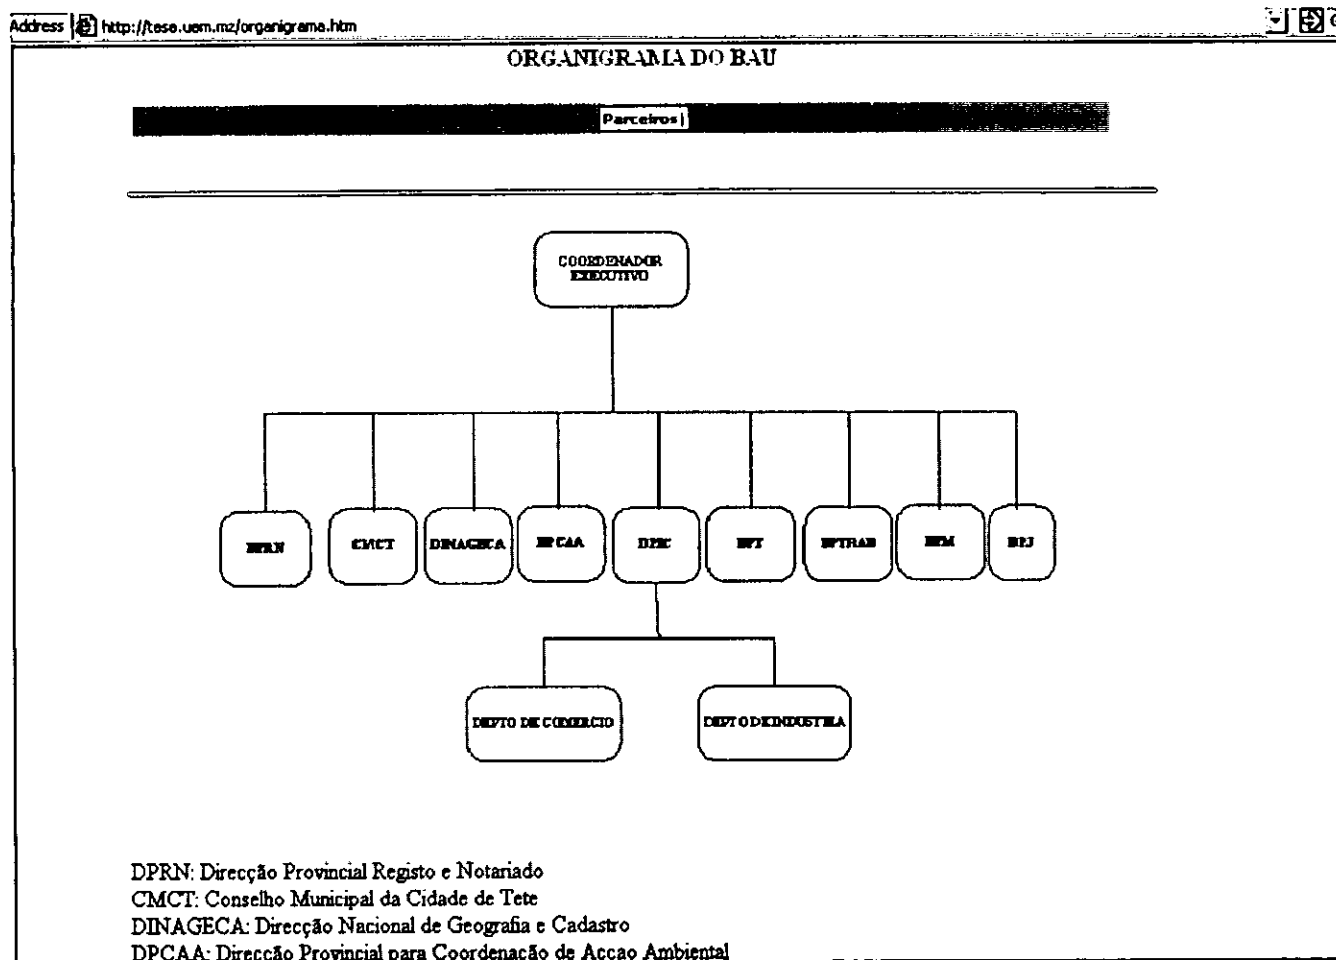 Address http://tese.uem.mz/organigrama.htm
ORGANIGRAMA DO BAU
Parceiros|
COORDENADOR
EXECUTIVO
DPRN CMCT DINAGECA DPCAA DPIC DPT DPTRAB DPM DPJ
DEPTO DE COMERCIO DEPTO DE INDUSTRIA
DPRN: Direcção Provincial Registo e Notariado
CMCT: Conselho Municipal da Cidade de Tete
DINAGECA: Direcção Nacional de Geografia e Cadastro
DPCAA: Direcção Provincial para Coordenação de Acçao Ambiental